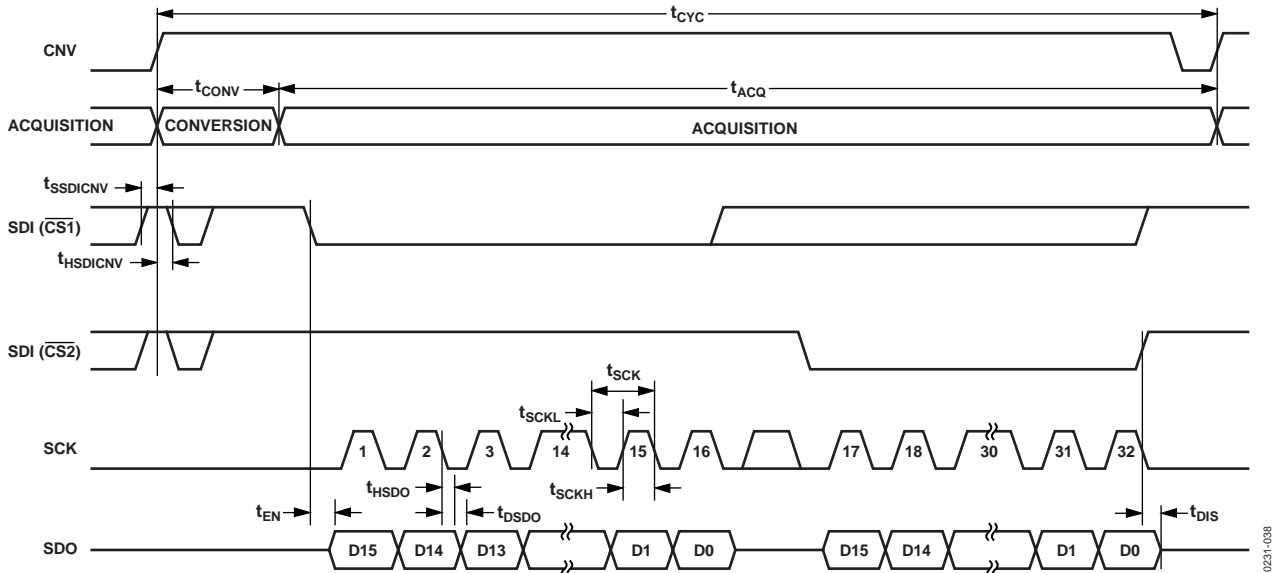 tCYC
CNV
tCONV
tACQ
ACQUISITION
CONVERSION
ACQUISITION
tSSDICNV
SDI (CS1)
tHSDICNV
SDI (CS2)
tSCK
tSCKL
SCK
1 2 3 14 15 16 17 18 30 31 32
tHSDO
tSCKH
tEN
tDSDO
tDIS
SDO
D15 D14 D13 D1 D0 D15 D14 D1 D0
0231-038